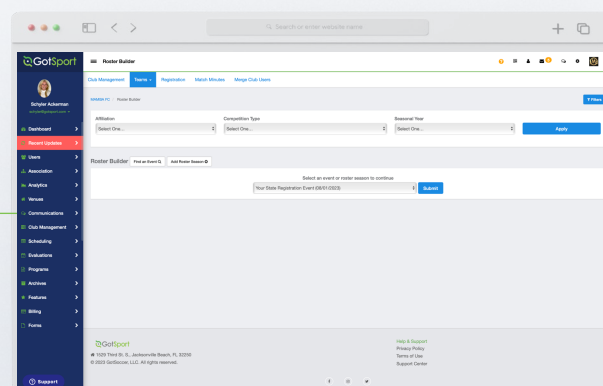 Search or enter website name
GotSport
Roster Builder
Schyler Ackerman
Club Management Teams Registration Match Minutes Merge Club Users
Roster Builder
Filters
Affiliation Competition Type Seasonal Year
Select One... Select One... Select One... Apply
Roster Builder Find an Event Add Roster Season
Select an event or roster season to continue
Your State Registration Event (08/01/2023) Submit
Dashboard
Recent Updates
Users
Association
Analytics
Venues
Communications
Club Management
Scheduling
Evaluations
Programs
Archives
Features
Billing
Forms
Support
GotSport
1529 Third St. S., Jacksonville Beach, FL 32250
© 2023 GotSoccer, LLC. All rights reserved.
Help & Support
Privacy Policy
Terms of Use
Support Center